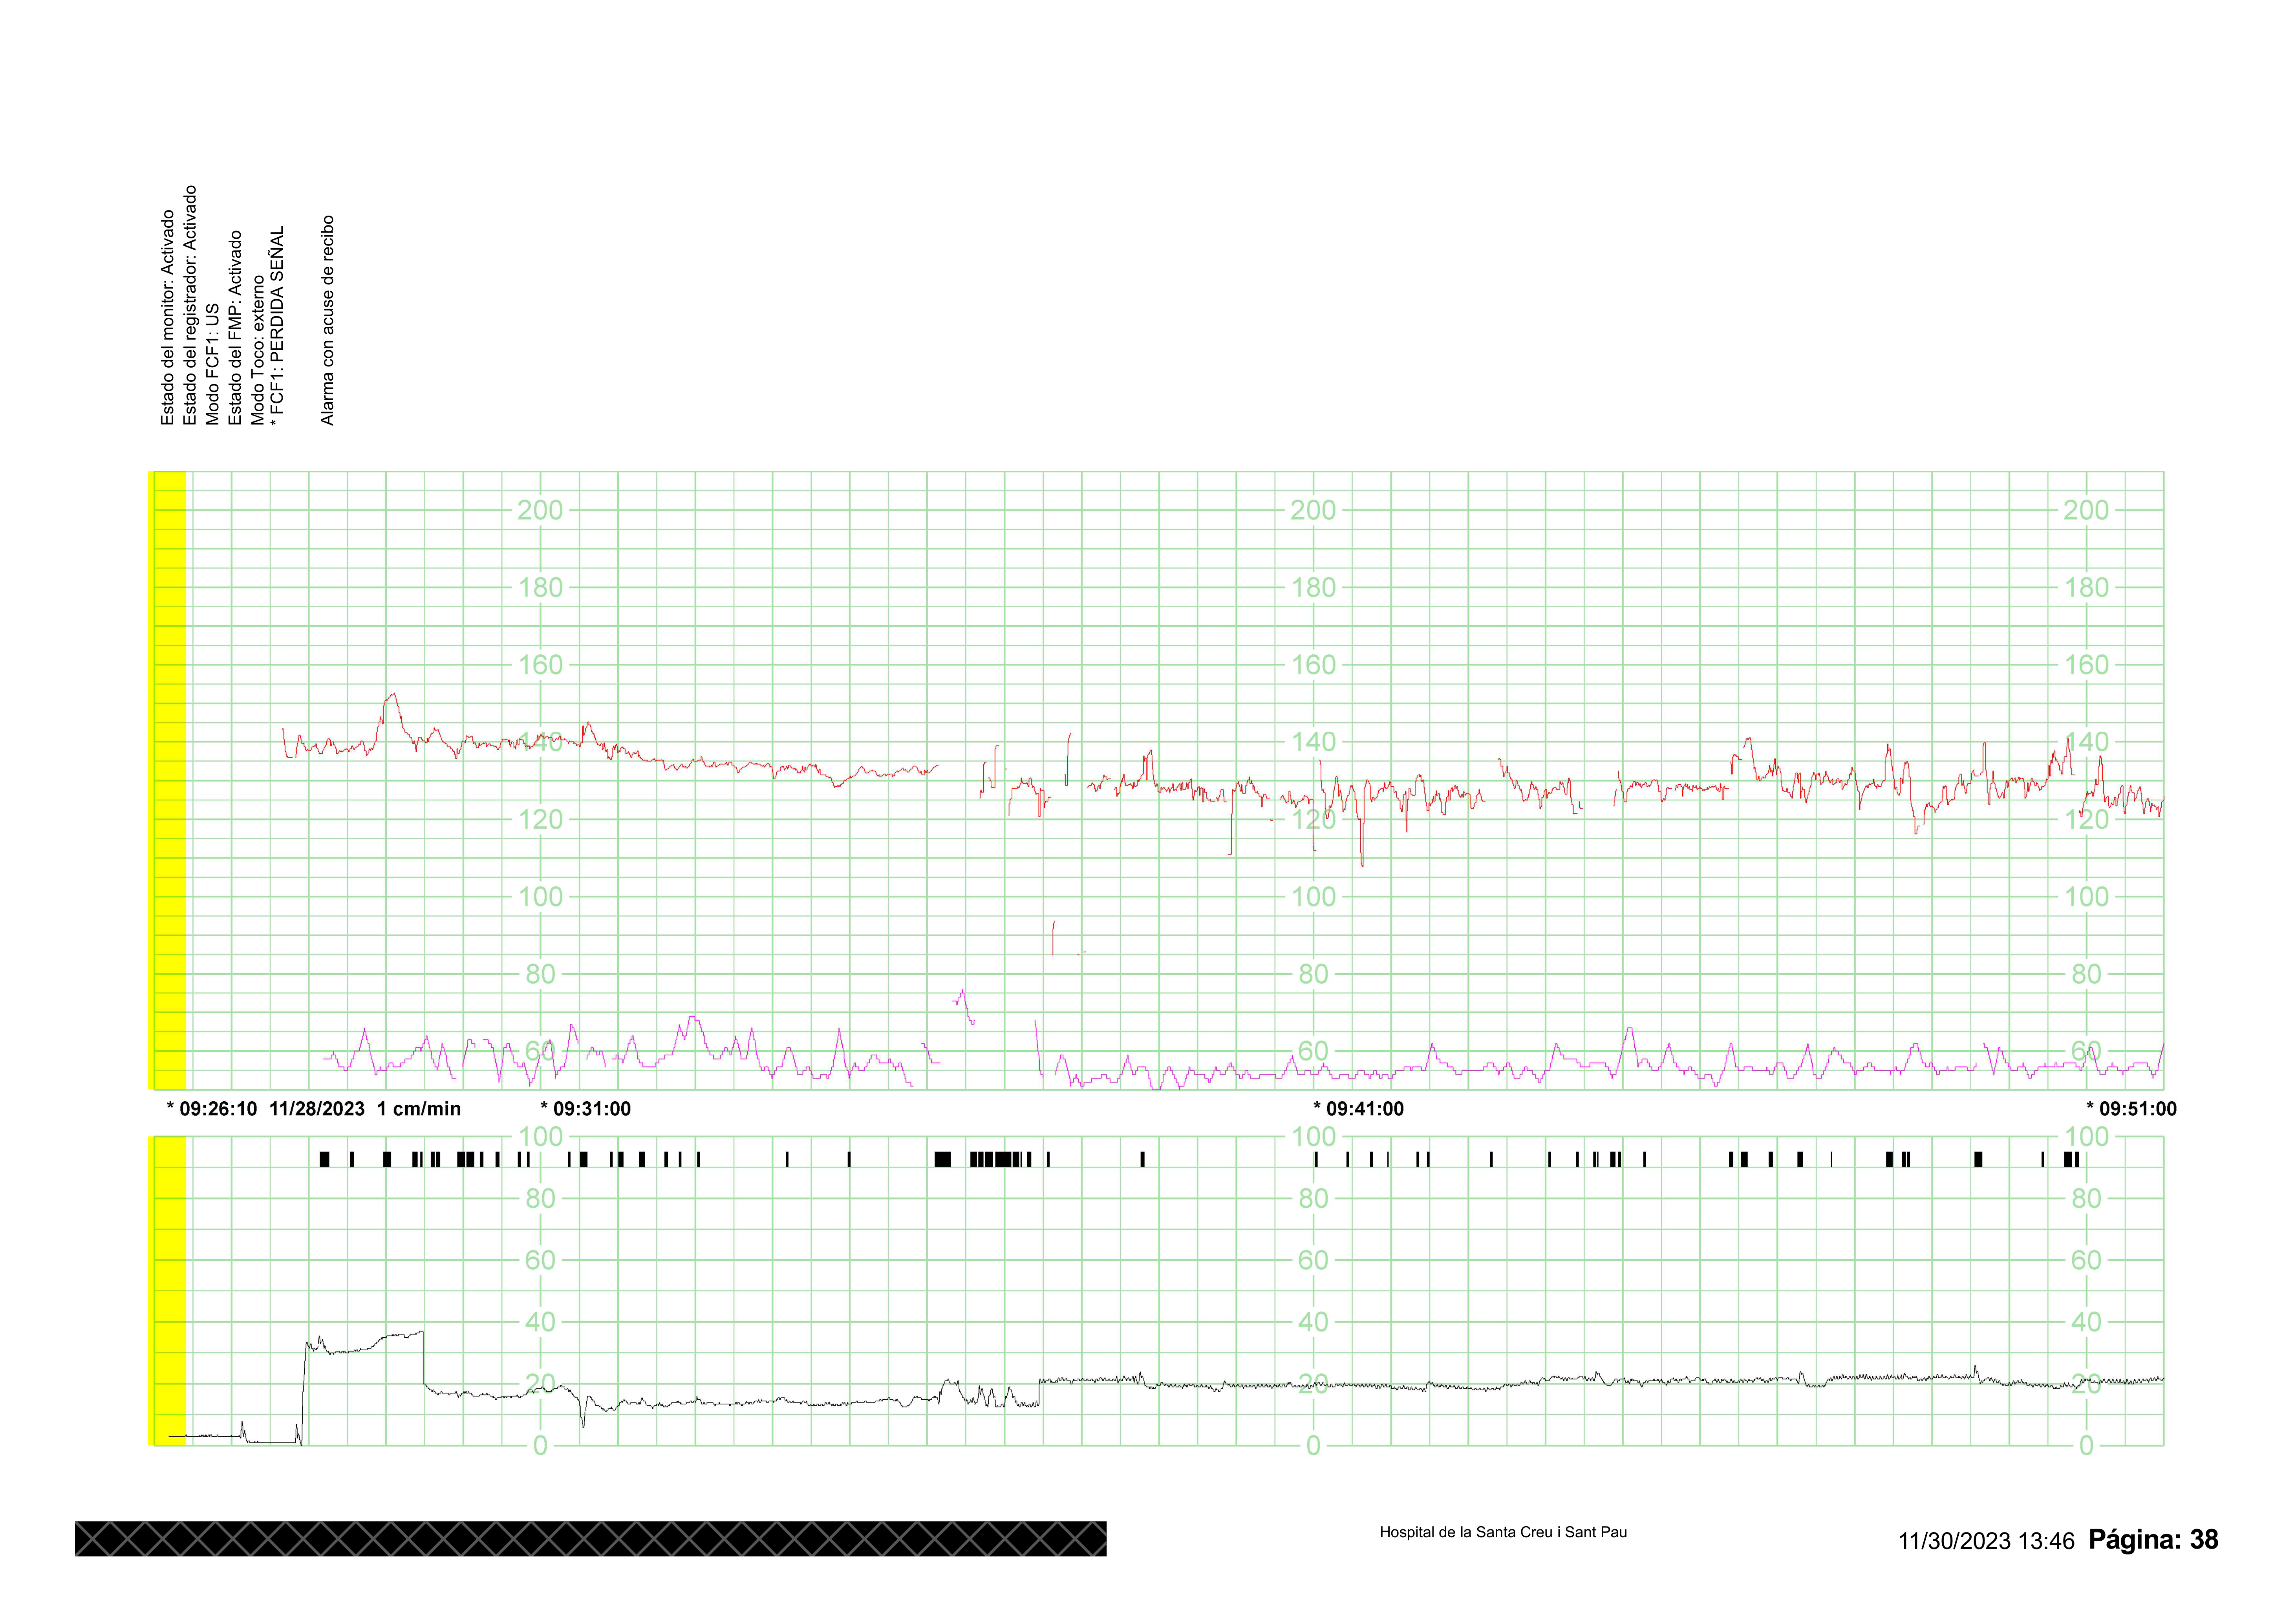 Estado del monitor: Activado
Estado del registrador: Activado
Modo FCF1: US
Estado del FMP: Activado
Modo Toco: externo
* FCF1: PERDIDA SEÑAL
Alarma con acuse de recibo
200 200 200
180 180 180
160 160 160
140 140 140
120 120 120
100 100 100
80 80 80
60 60 60
* 09:26:10 11/28/2023 1 cm/min * 09:31:00 * 09:41:00 * 09:51:00
100 100 100
80 80 80
60 60 60
40 40 40
20 20 20
0 0 0
Hospital de la Santa Creu i Sant Pau
11/30/2023 13:46 Página: 38